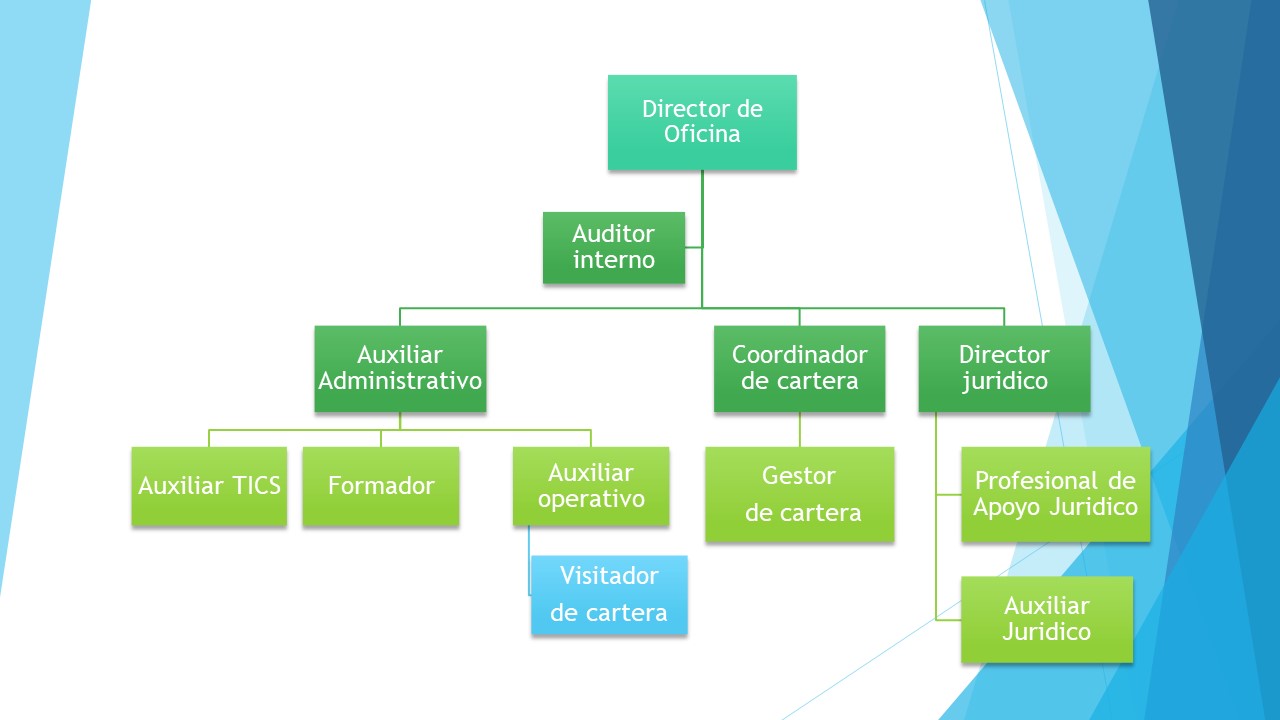 Director de
Oficina
Auditor
interno
Auxiliar
Administrativo
Coordinador
de cartera
Director
juridico
Auxiliar TICS
Formador
Auxiliar
operativo
Gestor
de cartera
Profesional de
Apoyo Juridico
Visitador
de cartera
Auxiliar
Juridico